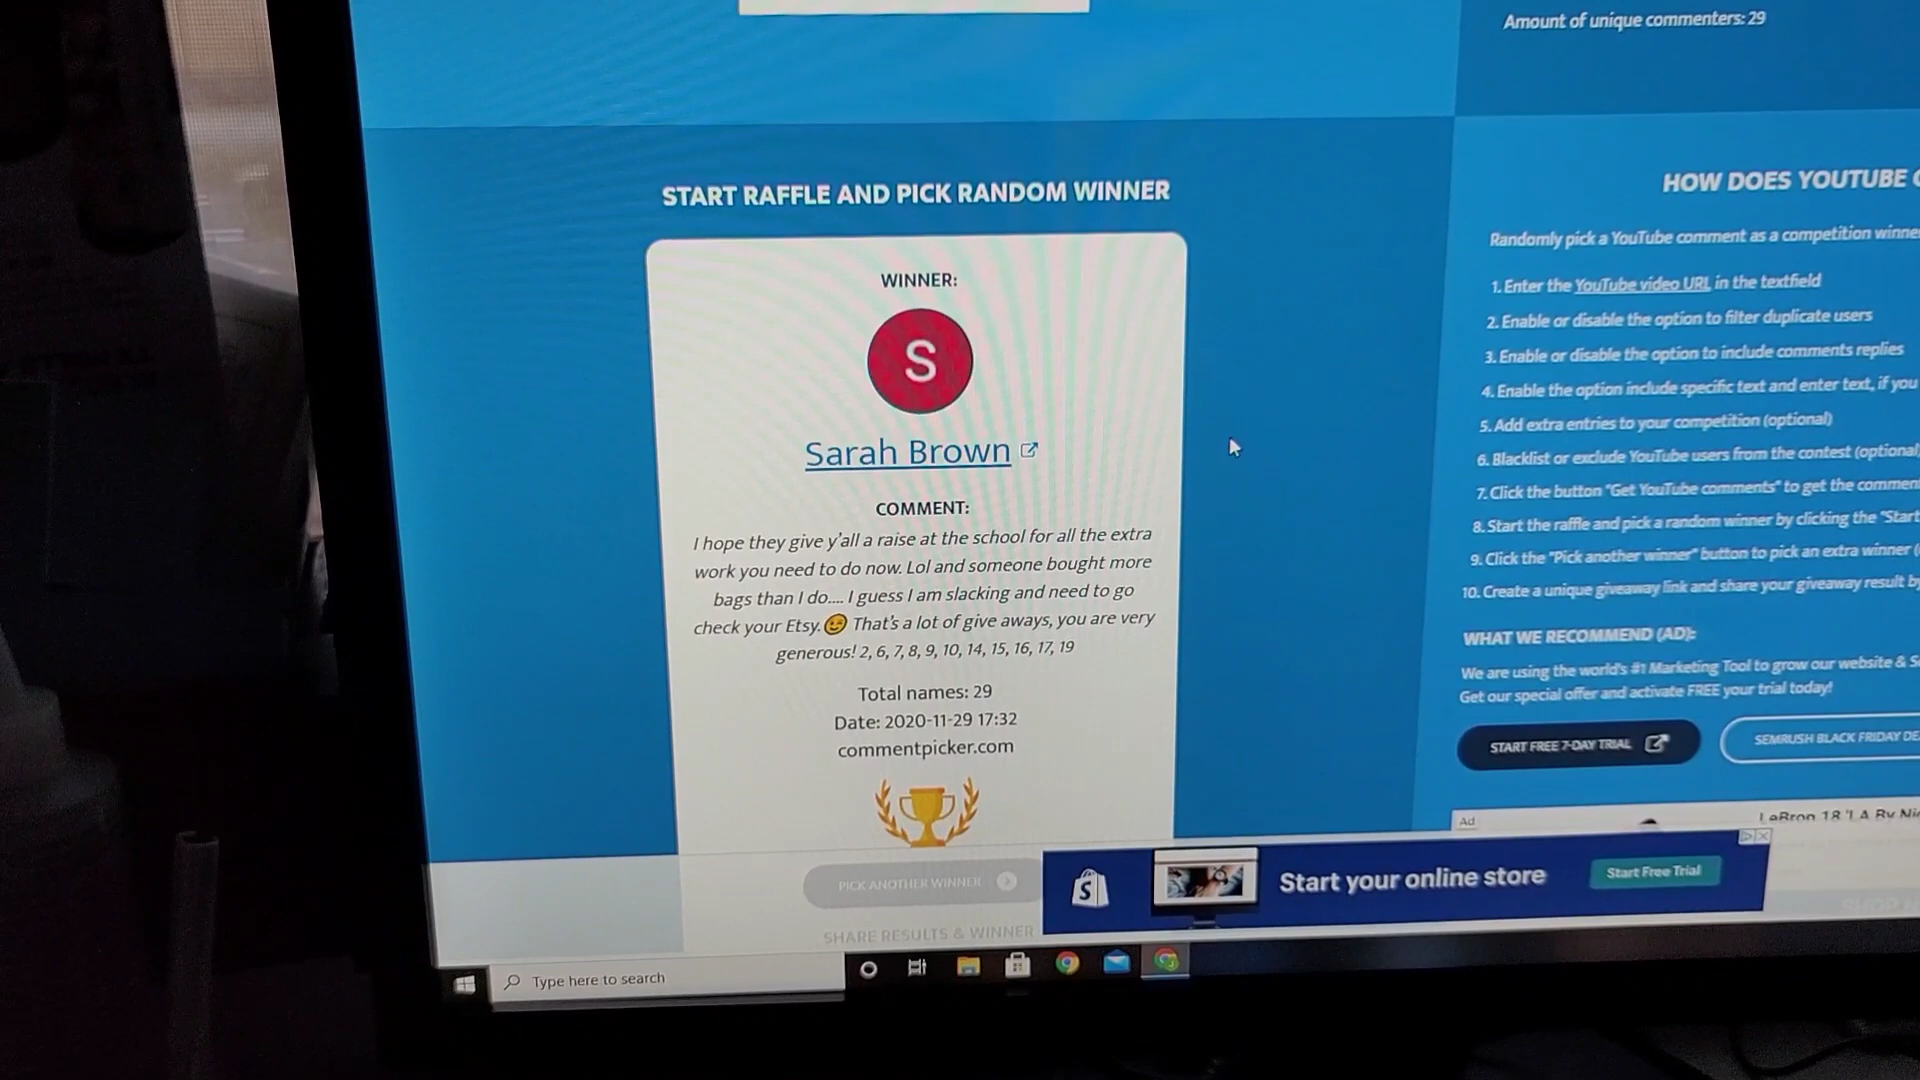 Amount of unique commenters: 29
START RAFFLE AND PICK RANDOM WINNER
WINNER:
S
Sarah Brown
COMMENT:
I hope they give y'all a raise at the school for all the extra
work you need to do now. Lol and someone bought more
bags than I do.... I guess I am slacking and need to go
check your Etsy.😉 That's a lot of give aways, you are very
generous! 2, 6, 7, 8, 9, 10, 14, 15, 16, 17, 19
Total names: 29
Date: 2020-11-29 17:32
commentpicker.com
PICK ANOTHER WINNER
SHARE RESULTS & WINNER
HOW DOES YOUTUBE
Randomly pick a YouTube comment as a competition
1. Enter the YouTube video URL in the textfield
2. Enable or disable the option to filter duplicate users
3. Enable or disable the option to include comments replies
4. Enable the option include specific text and enter text, if you
5. Add extra entries to your competition (optional)
6. Blacklist or exclude YouTube users from the contest (optional)
7. Click the button "Get YouTube comments" to get the
8. Start the raffle and pick a random winner by clicking the "Start
9. Click the "Pick another winner" button to pick an extra winner
10. Create a unique giveaway link and share your giveaway result
WHAT WE RECOMMEND (AD):
We are using the world's #1 Marketing Tool to grow our website &
Get our special offer and activate FREE your trial today!
START FREE 7-DAY TRIAL
SEMRUSH BLACK FRIDAY
Ad
LeBron 18 'LA By
S
Start your online store
Start Free Trial
Type here to search